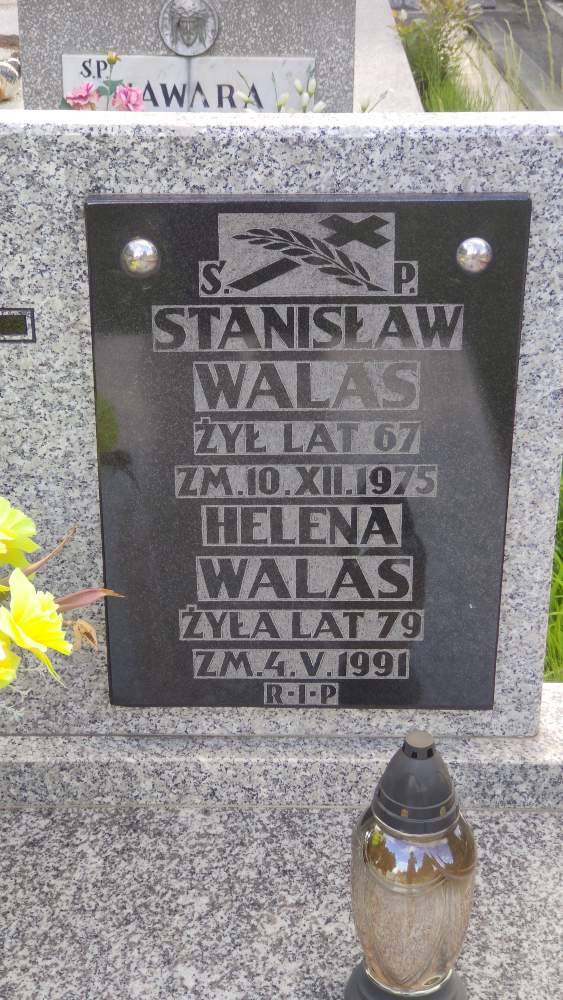 Ś.P.
S. P.
STANISŁAW
WALAS
ŻYŁ LAT 67
ZM.10.XII.1975
HELENA
WALAS
ŻYŁA LAT 79
ZM.4.V.1991
R-I-P